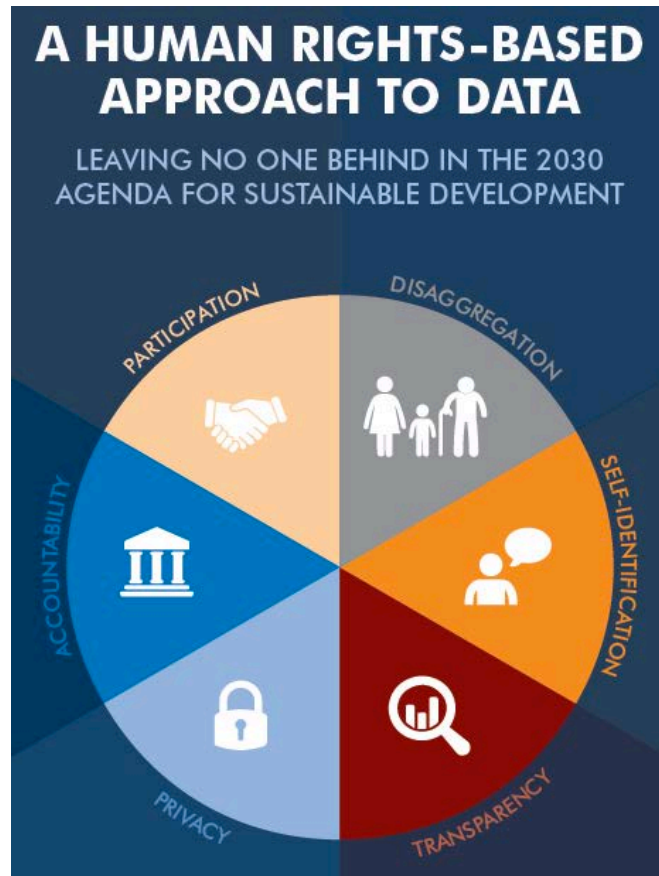 A HUMAN RIGHTS-BASED
APPROACH TO DATA
LEAVING NO ONE BEHIND IN THE 2030
AGENDA FOR SUSTAINABLE DEVELOPMENT
PARTICIPATION
DISAGGREGATION
SELF-IDENTIFICATION
TRANSPARENCY
PRIVACY
ACCOUNTABILITY